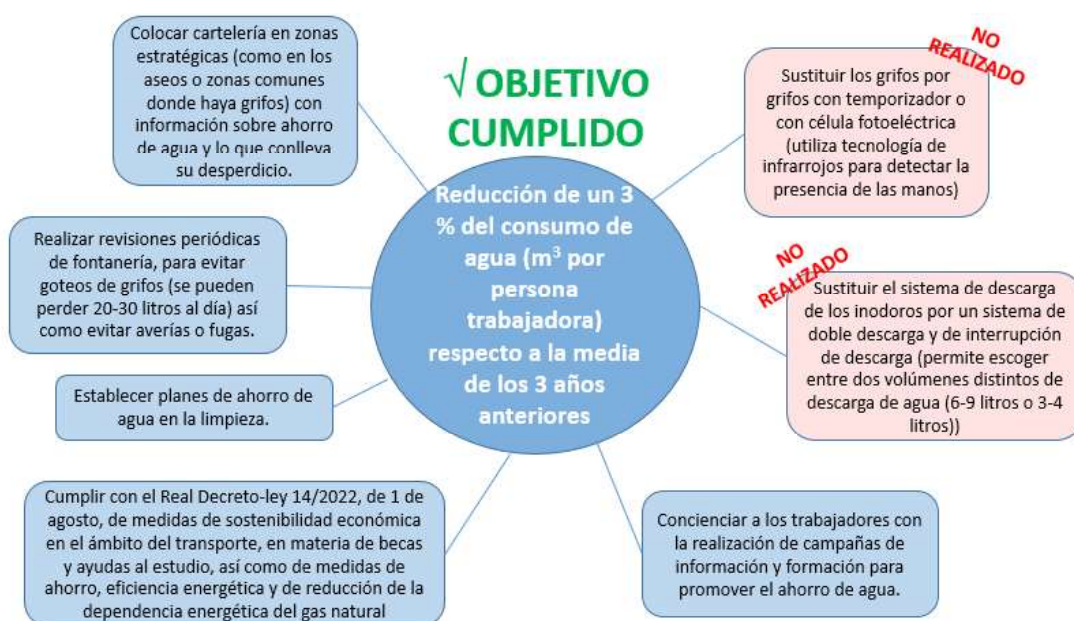 Colocar cartelería en zonas
estratégicas (como en los
aseos o zonas comunes
donde haya grifos) con
información sobre ahorro
de agua y lo que conlleva
su desperdicio.
√ OBJETIVO
CUMPLIDO
NO
REALIZADO
Sustituir los grifos por
grifos con temporizador o
con célula fotoeléctrica
(utiliza tecnología de
infrarrojos para detectar la
presencia de las manos)
Reducción de un 3
% del consumo de
agua (m³ por
persona
trabajadora)
respecto a la media
de los 3 años
anteriores
Realizar revisiones periódicas
de fontanería, para evitar
goteos de grifos (se pueden
perder 20-30 litros al día) así
como evitar averías o fugas.
NO
REALIZADO
Sustituir el sistema de descarga
de los inodoros por un sistema de
doble descarga y de interrupción
de descarga (permite escoger
entre dos volúmenes distintos de
descarga de agua (6-9 litros o 3-4
litros))
Establecer planes de ahorro de
agua en la limpieza.
Cumplir con el Real Decreto-ley 14/2022, de 1 de
agosto, de medidas de sostenibilidad económica
en el ámbito del transporte, en materia de becas
y ayudas al estudio, así como de medidas de
ahorro, eficiencia energética y de reducción de la
dependencia energética del gas natural
Concienciar a los trabajadores con
la realización de campañas de
información y formación para
promover el ahorro de agua.